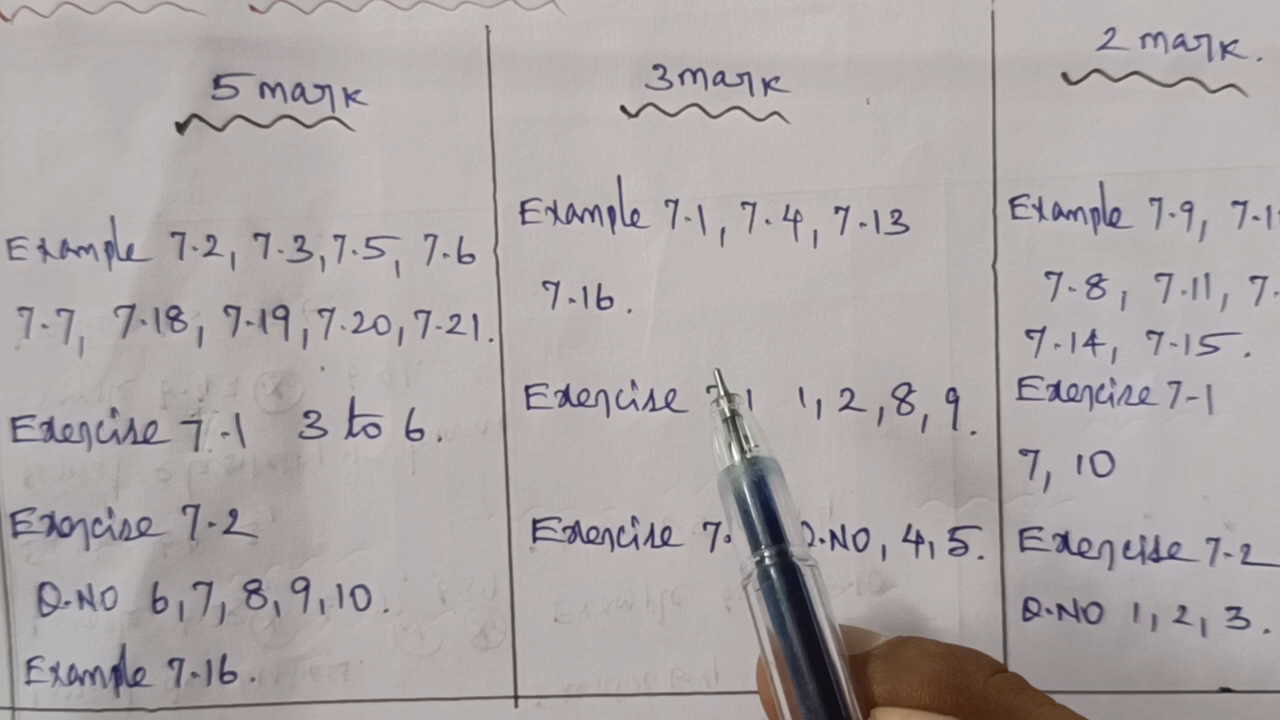 5 mark
Example 7.2, 7.3, 7.5, 7.6
7.7, 7.18, 7.19, 7.20, 7.21.
Exercise 7.1 3 to 6.
Exercise 7.2
Q.NO 6, 7, 8, 9, 10.
Example 7.16.
3 mark
Example 7.1, 7.4, 7.13
7.16.
Exercise 1, 2, 8, 9.
Exercise Q.NO, 4, 5.
2 mark.
Example 7.9,
7.8, 7.11,
7.14, 7.15.
Exercise 7-1
7, 10
Exercise 7-2
Q.NO 1, 2, 3.